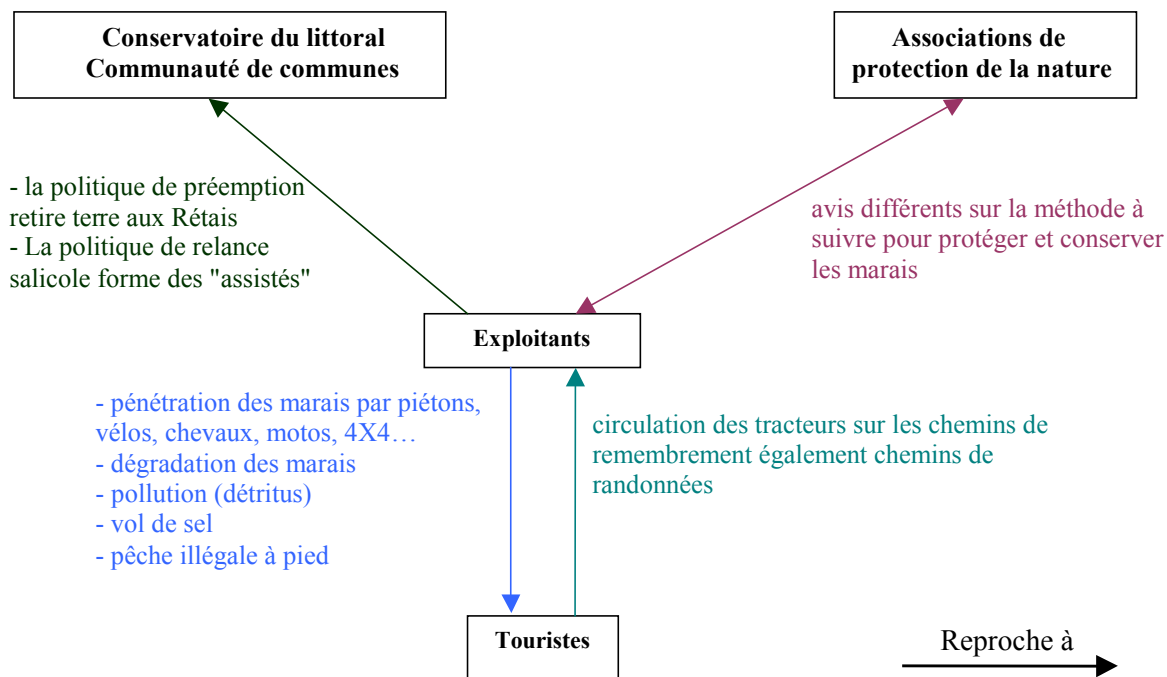 Conservatoire du littoral
Communauté de communes
Associations de
protection de la nature
- la politique de préemption
retire terre aux Rétais
- La politique de relance
salicole forme des "assistés"
avis différents sur la méthode à
suivre pour protéger et conserver
les marais
Exploitants
- pénétration des marais par piétons,
vélos, chevaux, motos, 4X4…
- dégradation des marais
- pollution (détritus)
- vol de sel
- pêche illégale à pied
circulation des tracteurs sur les chemins de
remembrement également chemins de
randonnées
Touristes
Reproche à